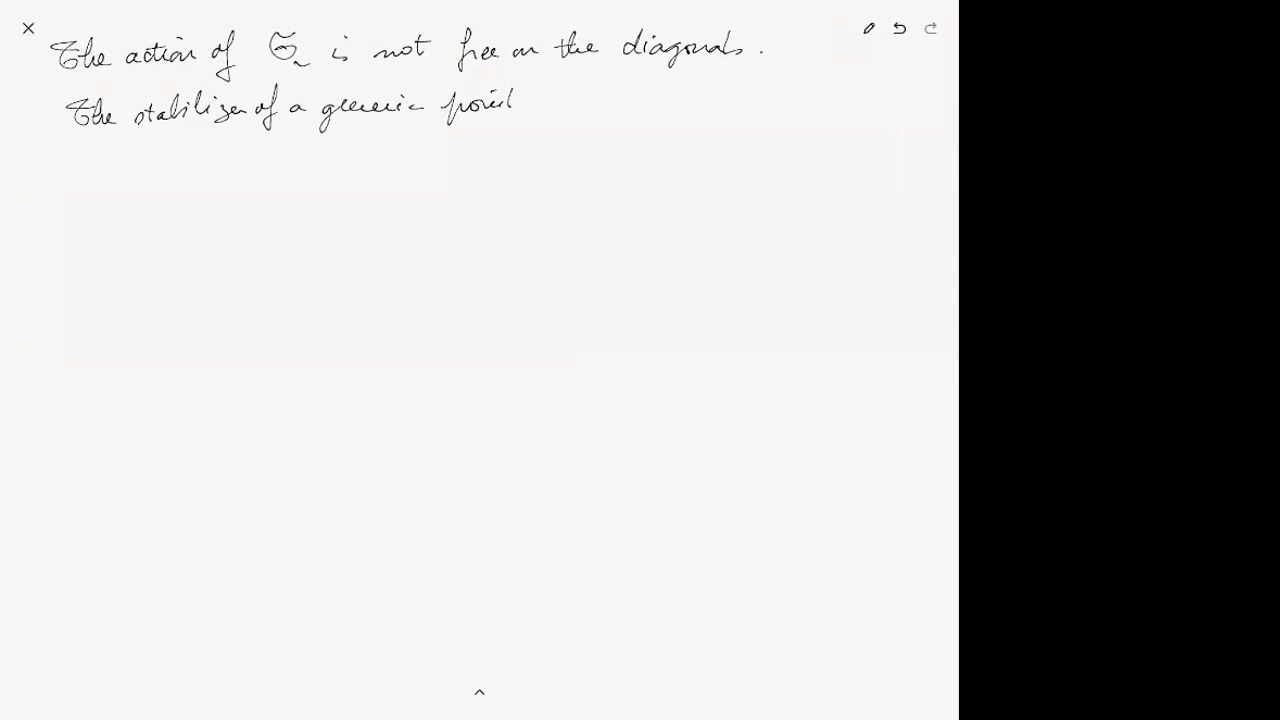 The action of 𝔖ₙ is not free on the diagonals.
The stabilizer of a generic point